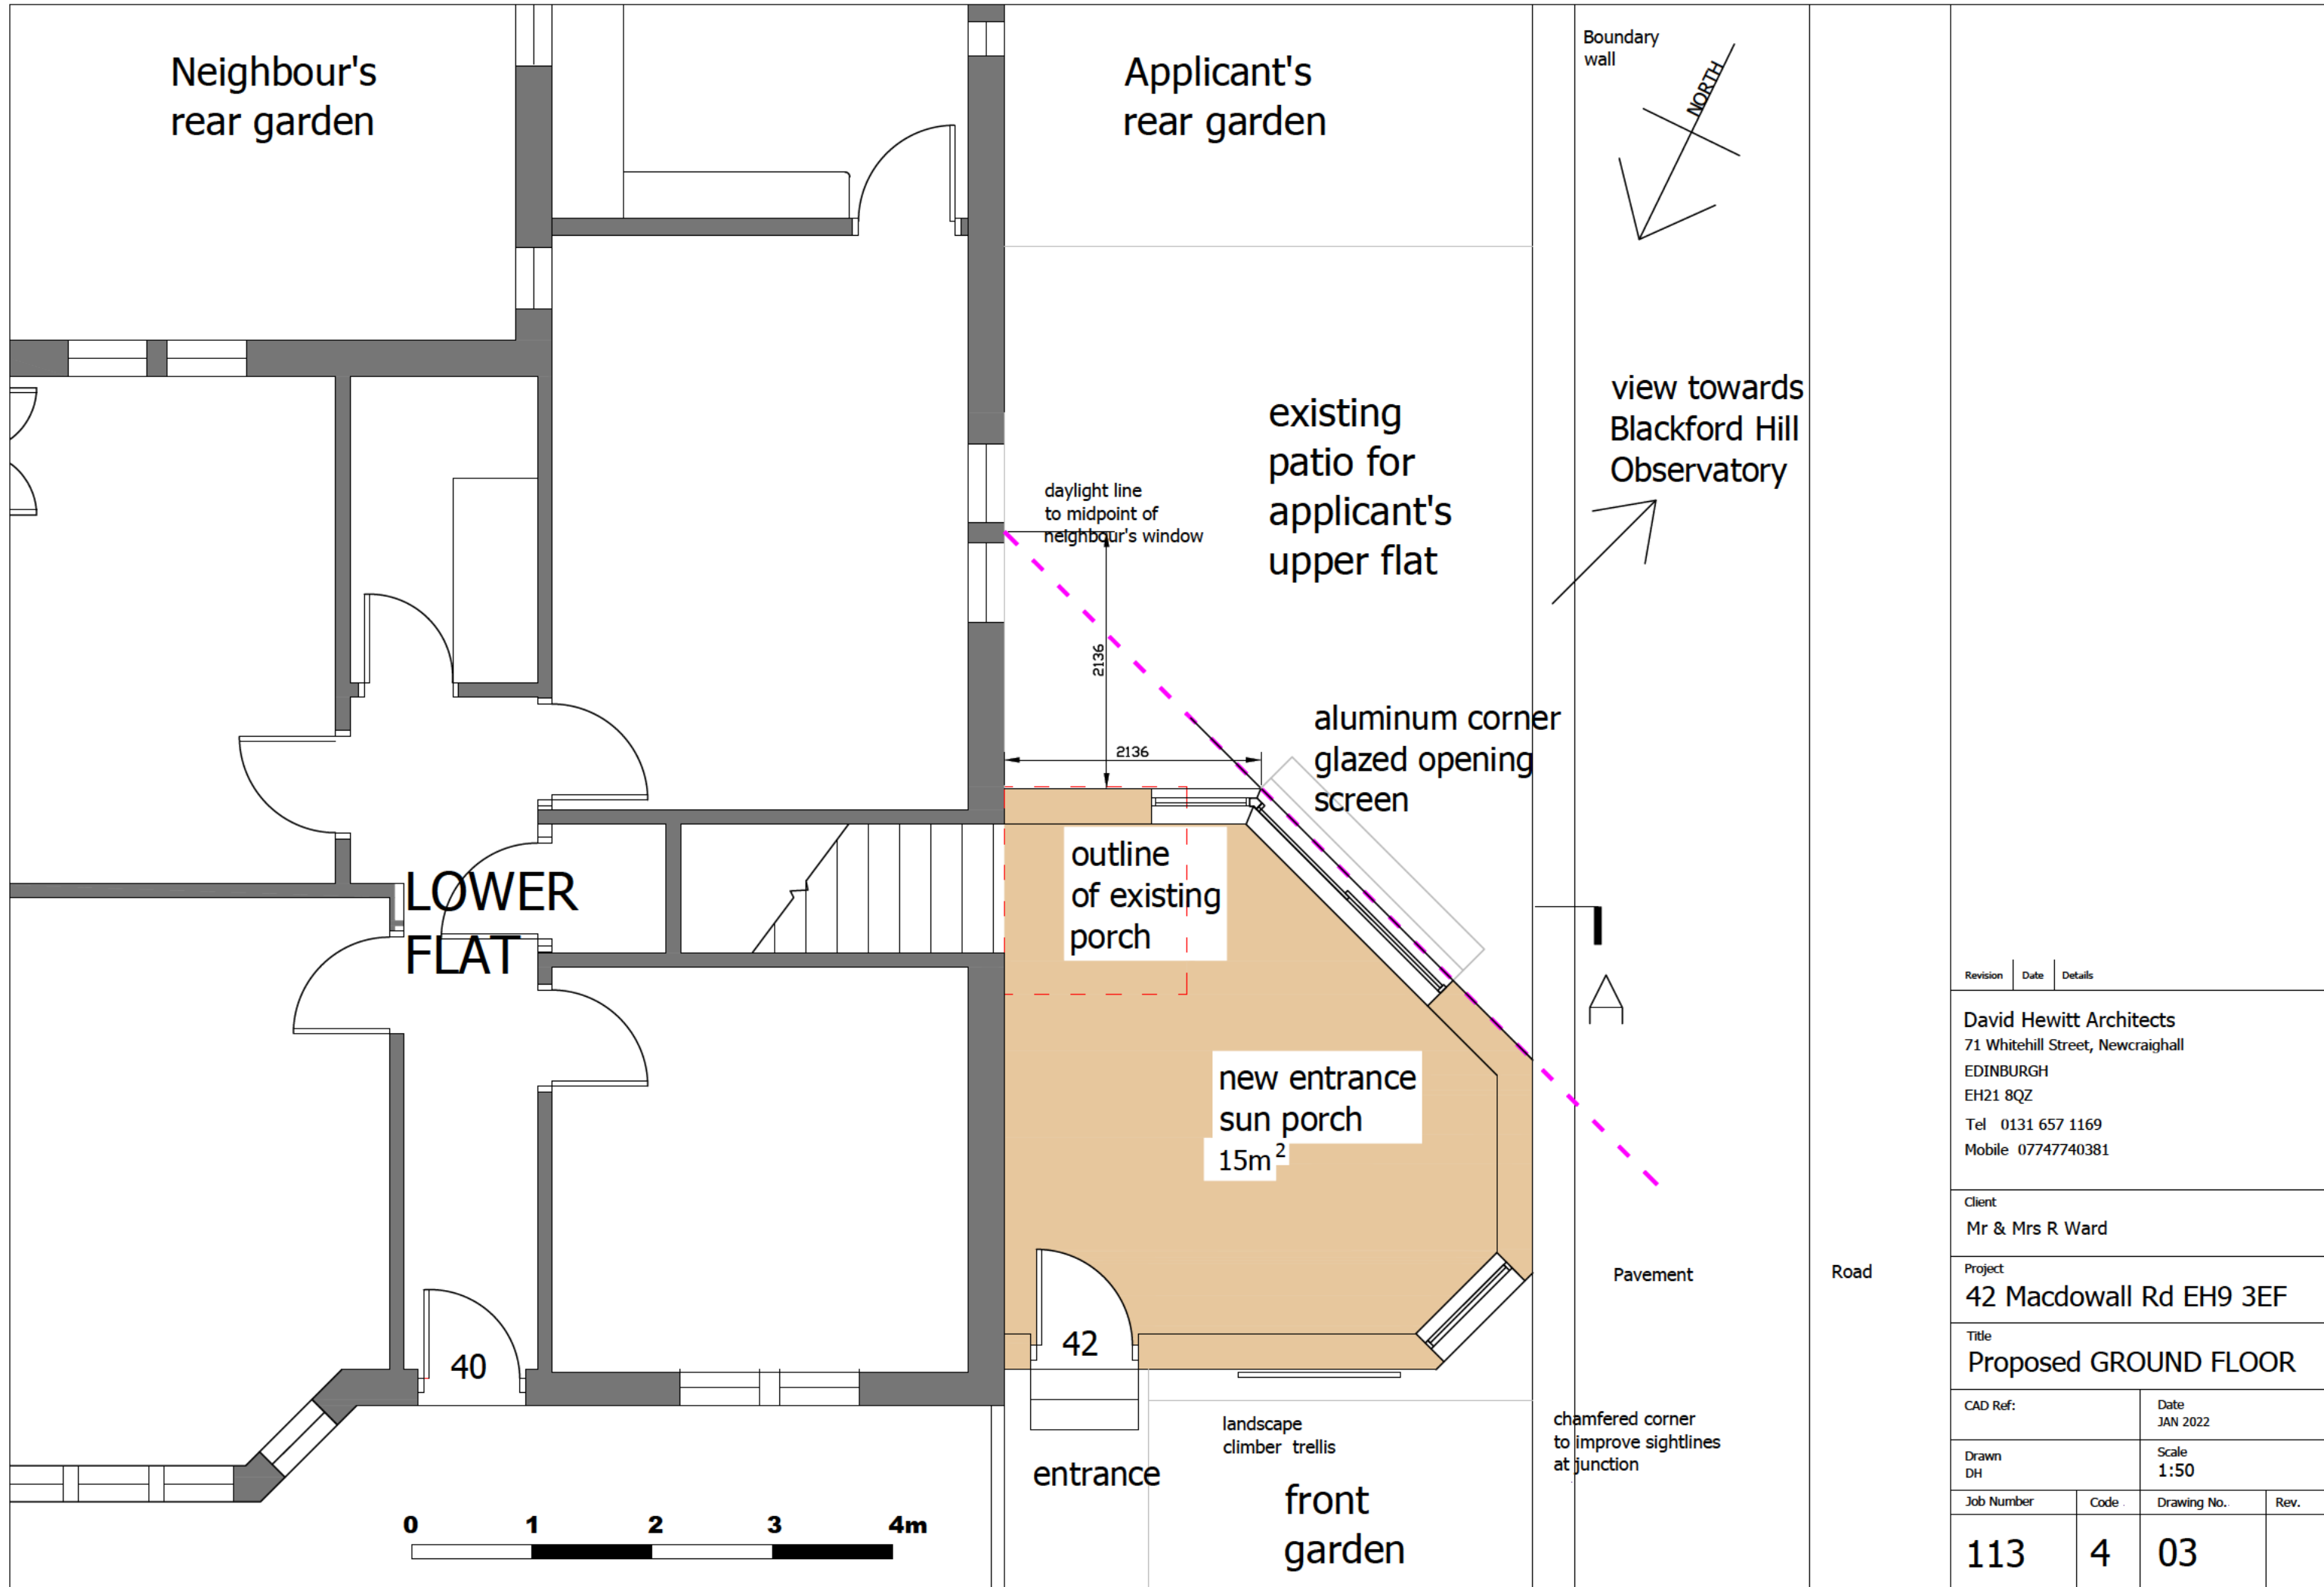 Neighbour's
rear garden
Applicant's
rear garden
Boundary
wall
NORTH
view towards
Blackford Hill
Observatory
existing
patio for
applicant's
upper flat
daylight line
to midpoint of
neighbour's window
2136
2136
aluminum corner
glazed opening
screen
outline
of existing
porch
LOWER
FLAT
new entrance
sun porch
15m2
42
40
Pavement
Road
landscape
climber trellis
chamfered corner
to improve sightlines
at junction
entrance
front
garden
0 1 2 3 4m
Revision Date Details
David Hewitt Architects
71 Whitehill Street, Newcraighall
EDINBURGH
EH21 8QZ
Tel 0131 657 1169
Mobile 07747740381
Client
Mr & Mrs R Ward
Project
42 Macdowall Rd EH9 3EF
Title
Proposed GROUND FLOOR
CAD Ref:
Date
JAN 2022
Drawn
DH
Scale
1:50
Job Number Code Drawing No. Rev.
113 4 03